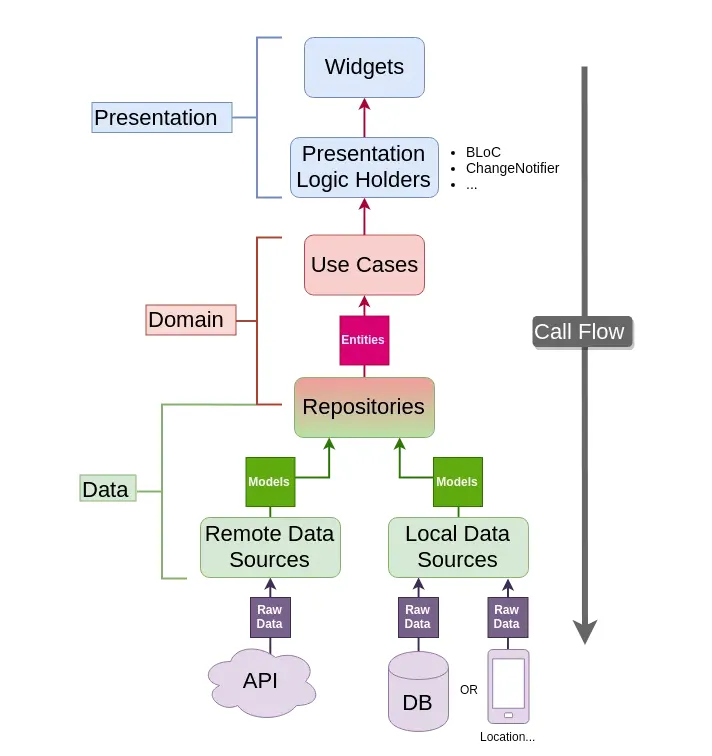 Widgets
Presentation
Presentation
Logic Holders
• BLoC
• ChangeNotifier
• ...
Use Cases
Domain
Call Flow
Entities
Repositories
Data
Models
Models
Remote Data
Sources
Local Data
Sources
Raw
Data
Raw
Data
Raw
Data
API
DB
OR
Location...